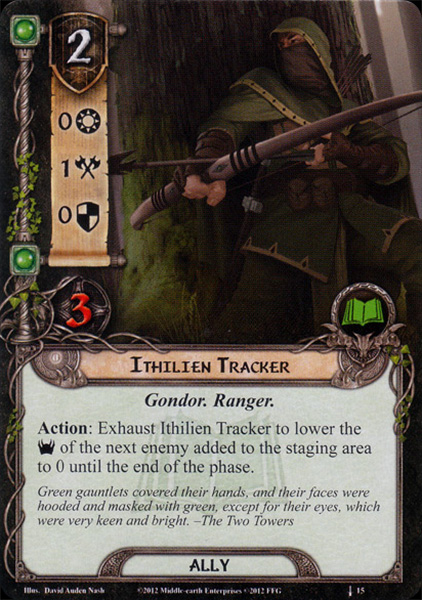 2
0
1
0
3
Ithilien Tracker
Gondor. Ranger.
Action: Exhaust Ithilien Tracker to lower the
of the next enemy added to the staging area
to 0 until the end of the phase.
Green gauntlets covered their hands, and their faces were
hooded and masked with green, except for their eyes, which
were very keen and bright. –The Two Towers
Ally
Illus. David Auden Nash ©2012 Middle-earth Enterprises ©2012 FFG 15